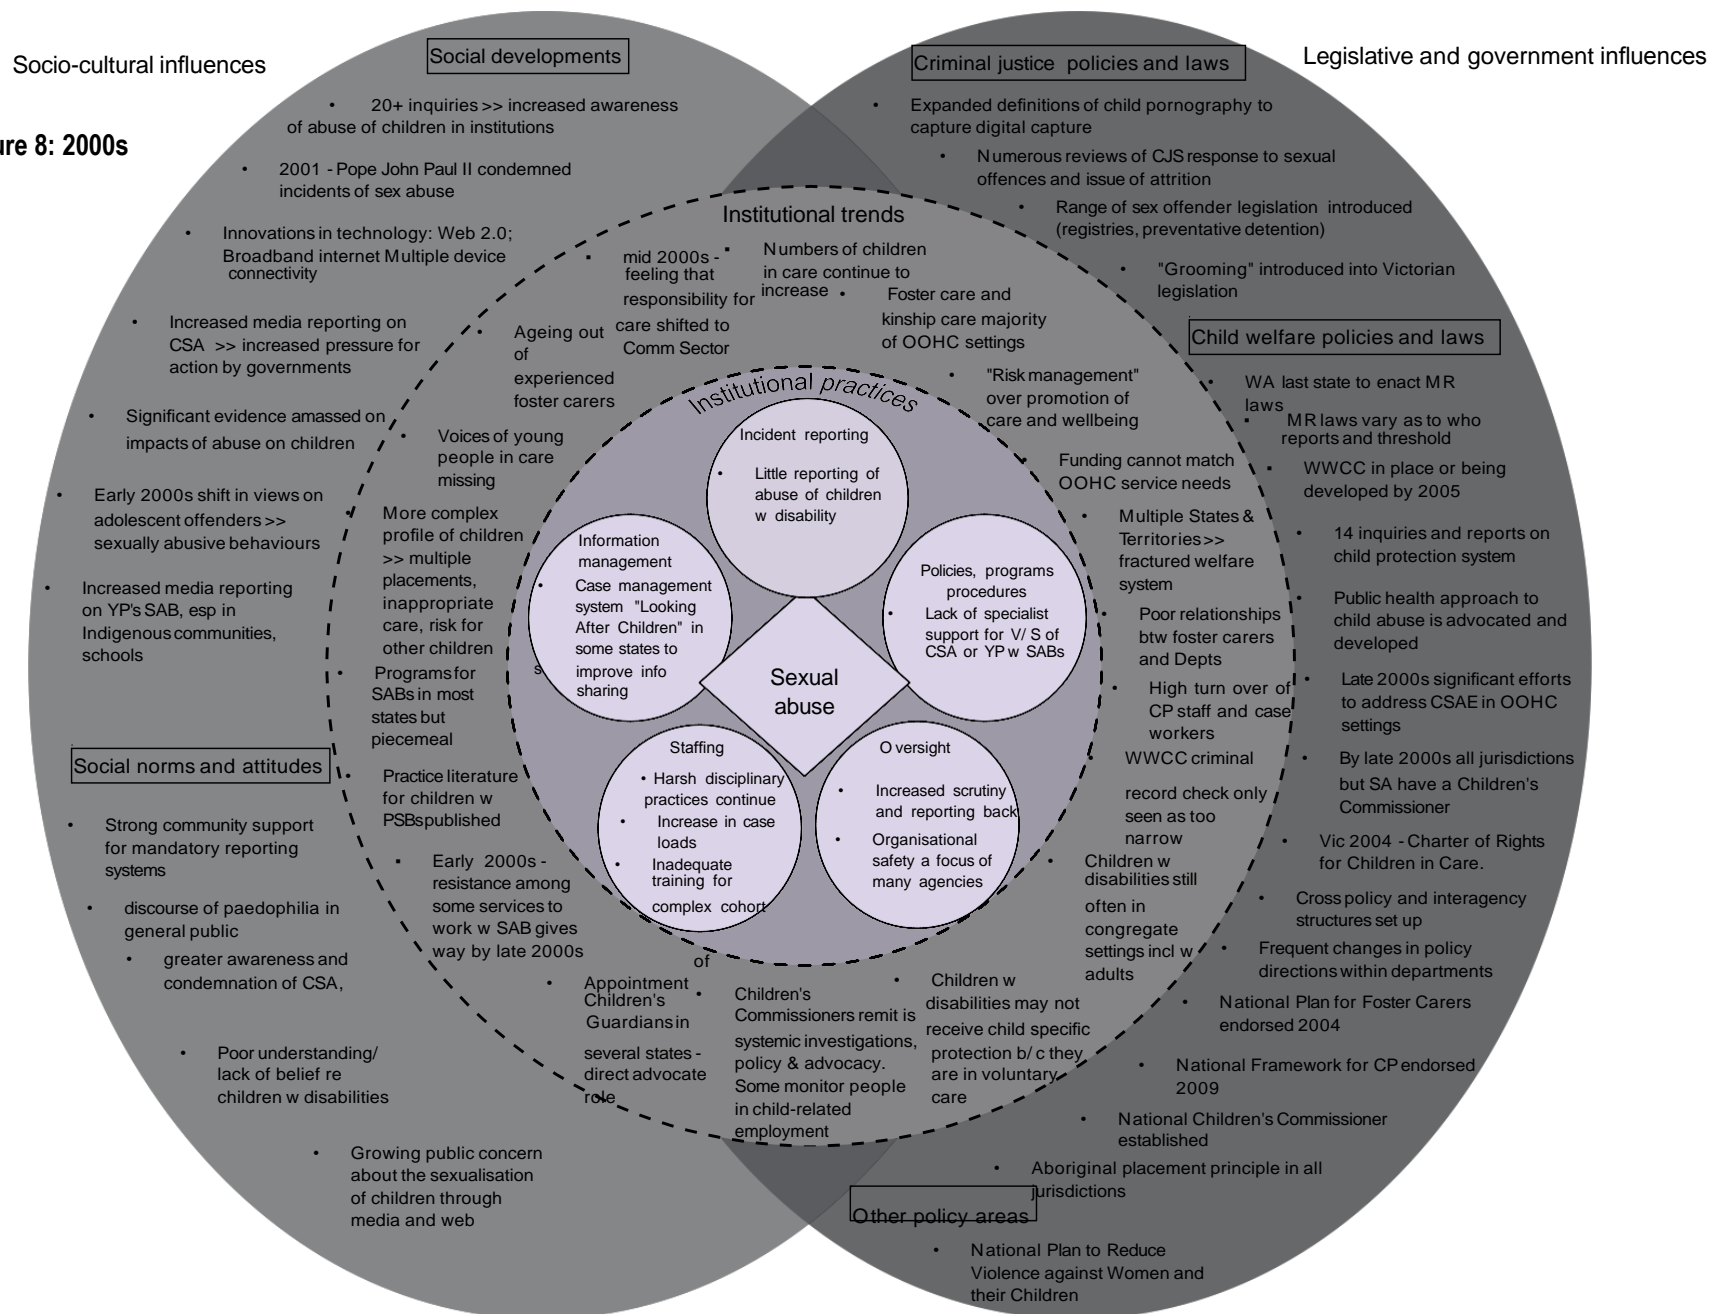 Socio-cultural influences
Legislative and government influences
ure 8: 2000s
Social developments
• 20+ inquiries >> increased awareness
of abuse of children in institutions
• 2001 - Pope John Paul II condemned
incidents of sex abuse
• Innovations in technology: Web 2.0;
Broadband internet Multiple device
connectivity
• Increased media reporting on
CSA >> increased pressure for
action by governments
• Significant evidence amassed on
impacts of abuse on children
• Early 2000s shift in views on
adolescent offenders >>
sexually abusive behaviours
• Increased media reporting
on YP's SAB, esp in
Indigenous communities,
schools
Social norms and attitudes
• Strong community support
for mandatory reporting
systems
• discourse of paedophilia in
general public
• greater awareness and
condemnation of CSA,
• Poor understanding/
lack of belief re
children w disabilities
• Growing public concern
about the sexualisation
of children through
media and web
Institutional trends
▪ mid 2000s -
feeling that
responsibility for
care shifted to
Comm Sector
▪ Numbers of children
in care continue to
increase
• Foster care and
kinship care majority
of OOHC settings
• Ageing out
of
experienced
foster carers
• Voices of young
people in care
missing
• More complex
profile of children
>> multiple
placements,
inappropriate
care, risk for
other children
s
• Programs for
SABs in most
states but
piecemeal
• Practice literature
for children w
PSBs published
▪ Early 2000s -
resistance among
some services to
work w SAB gives
way by late 2000s
• Appointment
of
Children's
Guardians in
several states -
direct advocate
role
• Children's
Commissioners remit is
systemic investigations,
policy & advocacy.
Some monitor people
in child-related
employment
• Children w
disabilities may not
receive child specific
protection b/c they
are in voluntary
care
• "Risk management"
over promotion of
care and wellbeing
• Funding cannot match
OOHC service needs
• Multiple States &
Territories >>
fractured welfare
system
• Poor relationships
btw foster carers
and Depts
• High turn over of
CP staff and case
workers
• WWCC criminal
record check only
seen as too
narrow
• Children w
disabilities still
often in
congregate
settings incl w
adults
Institutional practices
Incident reporting
• Little reporting of
abuse of children
w disability
Information
management
• Case management
system "Looking
After Children" in
some states to
improve info
sharing
Policies, programs
procedures
• Lack of specialist
support for V/S of
CSA or YP w SABs
Sexual
abuse
Staffing
• Harsh disciplinary
practices continue
• Increase in case
loads
• Inadequate
training for
complex cohort
Oversight
• Increased scrutiny
and reporting back
• Organisational
safety a focus of
many agencies
Criminal justice policies and laws
• Expanded definitions of child pornography to
capture digital capture
• Numerous reviews of CJS response to sexual
offences and issue of attrition
• Range of sex offender legislation introduced
(registries, preventative detention)
• "Grooming" introduced into Victorian
legislation
Child welfare policies and laws
• WA last state to enact MR
laws
▪ MR laws vary as to who
reports and threshold
▪ WWCC in place or being
developed by 2005
• 14 inquiries and reports on
child protection system
• Public health approach to
child abuse is advocated and
developed
• Late 2000s significant efforts
to address CSAE in OOHC
settings
• By late 2000s all jurisdictions
but SA have a Children's
Commissioner
• Vic 2004 - Charter of Rights
for Children in Care.
• Cross policy and interagency
structures set up
• Frequent changes in policy
directions within departments
• National Plan for Foster Carers
endorsed 2004
• National Framework for CP endorsed
2009
• National Children's Commissioner
established
• Aboriginal placement principle in all
jurisdictions
Other policy areas
• National Plan to Reduce
Violence against Women and
their Children